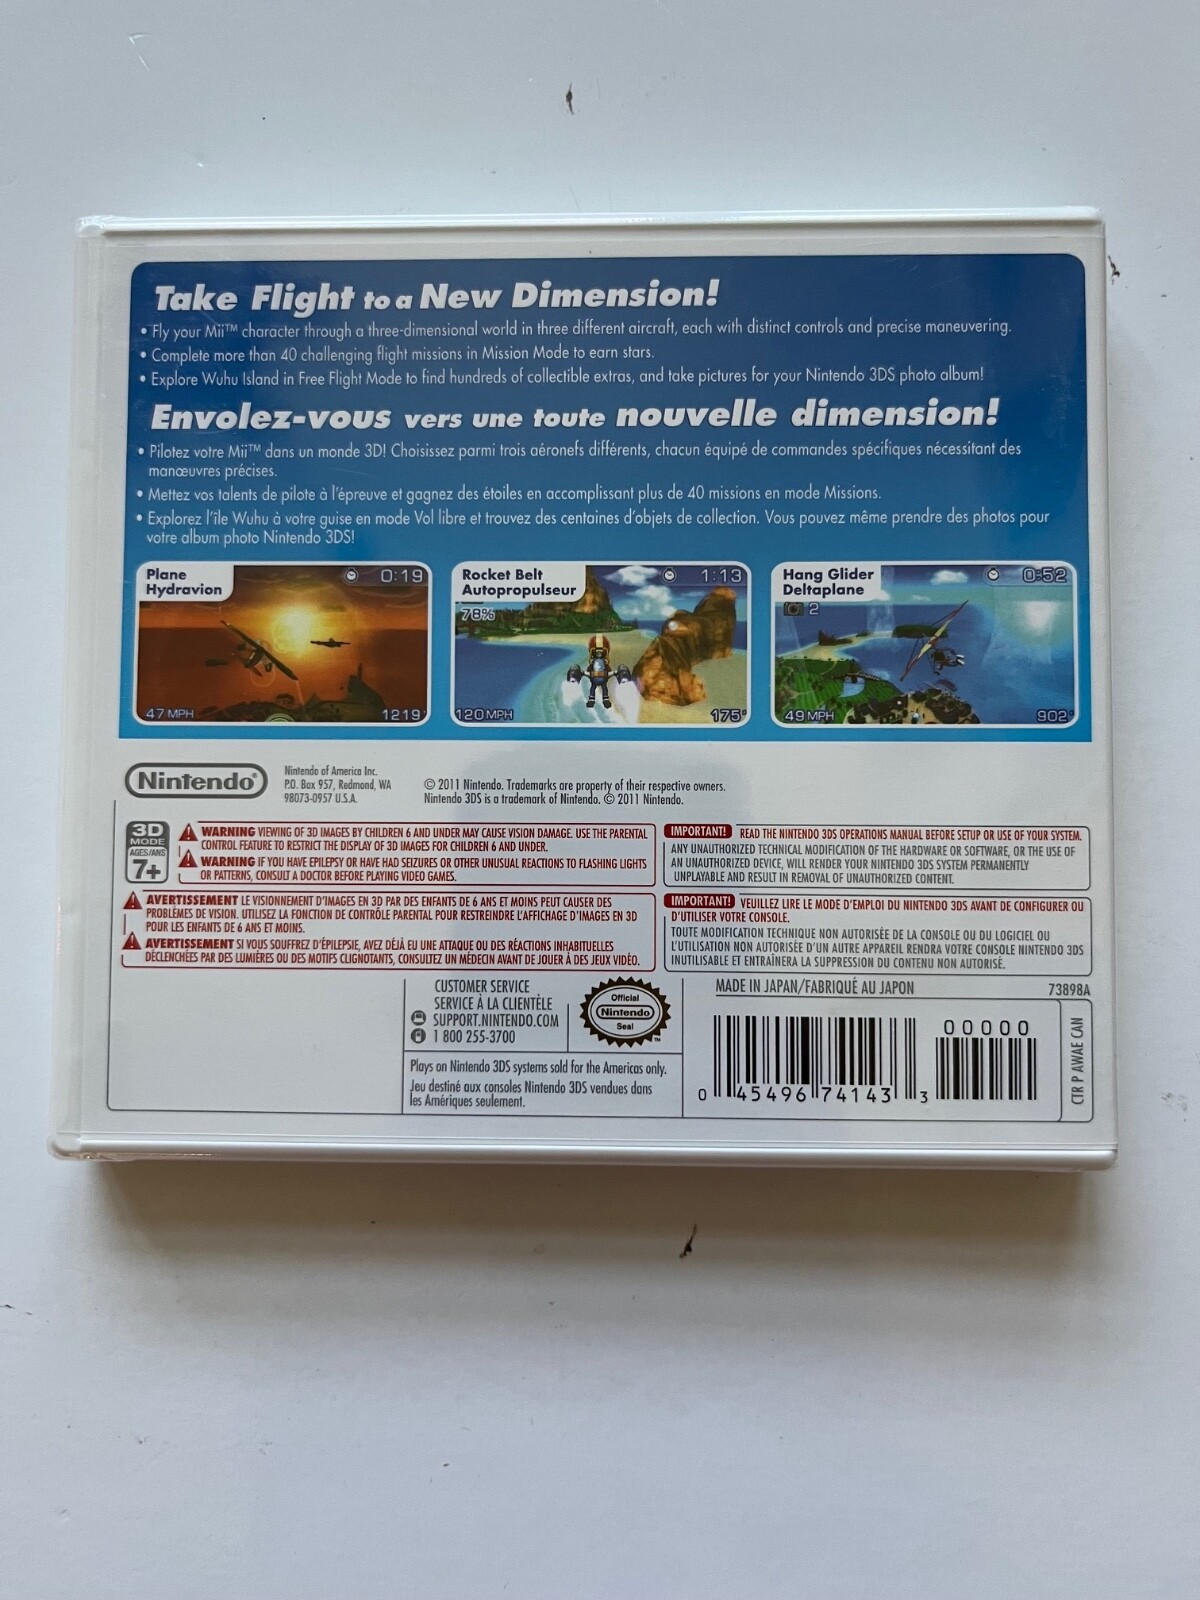 Take Flight to a New Dimension!
• Fly your Mii™ character through a three-dimensional world in three different aircraft, each with distinct controls and precise maneuvering.
• Complete more than 40 challenging flight missions in Mission Mode to earn stars.
• Explore Wuhu Island in Free Flight Mode to find hundreds of collectible extras, and take pictures for your Nintendo 3DS photo album!
Envolez-vous vers une toute nouvelle dimension!
• Pilotez votre Mii™ dans un monde 3D! Choisissez parmi trois aéronefs différents, chacun équipé de commandes spécifiques nécessitant des
manœuvres précises.
• Mettez vos talents de pilote à l'épreuve et gagnez des étoiles en accomplissant plus de 40 missions en mode Missions.
• Explorez l'île Wuhu à votre guise en mode Vol libre et trouvez des centaines d'objets de collection. Vous pouvez même prendre des photos pour
votre album photo Nintendo 3DS!
Plane
Hydravion
0:19
47 MPH
1219'
Rocket Belt
Autopropulseur
1:13
78%
120 MPH
175'
Hang Glider
Deltaplane
0:52
2
49 MPH
902'
Nintendo®
Nintendo of America Inc.
P.O. Box 957, Redmond, WA
98073-0957 U.S.A.
© 2011 Nintendo. Trademarks are property of their respective owners.
Nintendo 3DS is a trademark of Nintendo. © 2011 Nintendo.
3D
MODE
AGES/ANS
7+
WARNING VIEWING OF 3D IMAGES BY CHILDREN 6 AND UNDER MAY CAUSE VISION DAMAGE. USE THE PARENTAL
CONTROL FEATURE TO RESTRICT THE DISPLAY OF 3D IMAGES FOR CHILDREN 6 AND UNDER.
WARNING IF YOU HAVE EPILEPSY OR HAVE HAD SEIZURES OR OTHER UNUSUAL REACTIONS TO FLASHING LIGHTS
OR PATTERNS, CONSULT A DOCTOR BEFORE PLAYING VIDEO GAMES.
AVERTISSEMENT LE VISIONNEMENT D'IMAGES EN 3D PAR DES ENFANTS DE 6 ANS ET MOINS PEUT CAUSER DES
PROBLÈMES DE VISION. UTILISEZ LA FONCTION DE CONTRÔLE PARENTAL POUR RESTREINDRE L'AFFICHAGE D'IMAGES EN 3D
POUR LES ENFANTS DE 6 ANS ET MOINS.
AVERTISSEMENT SI VOUS SOUFFREZ D'ÉPILEPSIE, AVEZ DÉJÀ EU UNE ATTAQUE OU DES RÉACTIONS INHABITUELLES
DÉCLENCHÉES PAR DES LUMIÈRES OU DES MOTIFS CLIGNOTANTS, CONSULTEZ UN MÉDECIN AVANT DE JOUER À DES JEUX VIDÉO.
IMPORTANT! READ THE NINTENDO 3DS OPERATIONS MANUAL BEFORE SETUP OR USE OF YOUR SYSTEM.
ANY UNAUTHORIZED TECHNICAL MODIFICATION OF THE HARDWARE OR SOFTWARE, OR THE USE OF
AN UNAUTHORIZED DEVICE, WILL RENDER YOUR NINTENDO 3DS SYSTEM PERMANENTLY
UNPLAYABLE AND RESULT IN REMOVAL OF UNAUTHORIZED CONTENT.
IMPORTANT! VEUILLEZ LIRE LE MODE D'EMPLOI DU NINTENDO 3DS AVANT DE CONFIGURER OU
D'UTILISER VOTRE CONSOLE.
TOUTE MODIFICATION TECHNIQUE NON AUTORISÉE DE LA CONSOLE OU DU LOGICIEL OU
L'UTILISATION NON AUTORISÉE D'UN AUTRE APPAREIL RENDRA VOTRE CONSOLE NINTENDO 3DS
INUTILISABLE ET ENTRAÎNERA LA SUPPRESSION DU CONTENU NON AUTORISÉ.
CUSTOMER SERVICE
SERVICE À LA CLIENTÈLE
SUPPORT.NINTENDO.COM
1 800 255-3700
Official
Nintendo
Seal
™
Plays on Nintendo 3DS systems sold for the Americas only.
Jeu destiné aux consoles Nintendo 3DS vendues dans
les Amériques seulement.
MADE IN JAPAN/FABRIQUÉ AU JAPON
73898A
00000
0 45496 74143 3
CTR P AWAE CAN